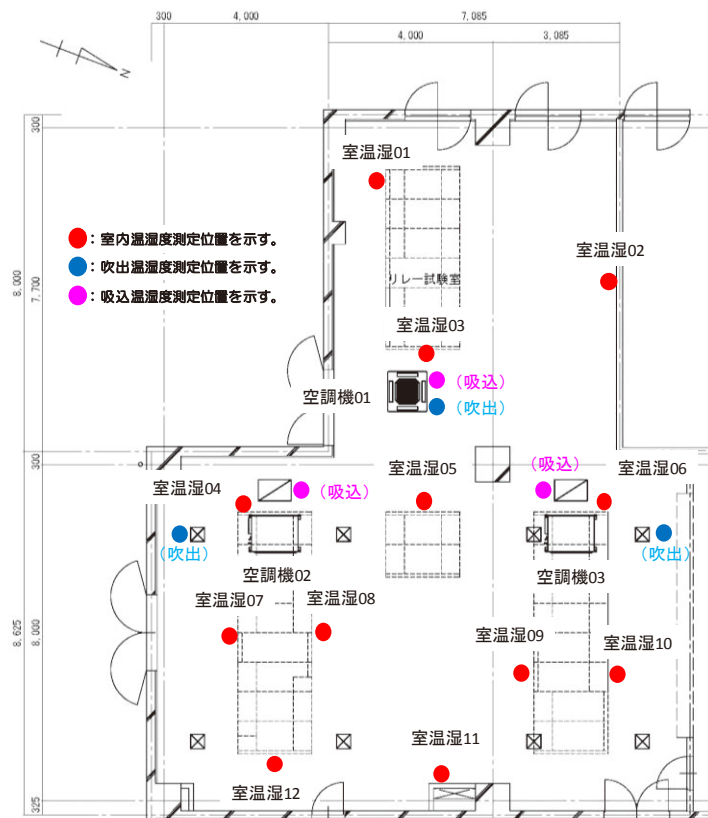 300
4,000
7,085
4,000
3,085
N
300
室温湿01
●：室内温湿度測定位置を示す。
●：吹出温湿度測定位置を示す。
●：吸込温湿度測定位置を示す。
室温湿02
リレー試験室
8,000
7,700
室温湿03
空調機01
（吸込）
（吹出）
300
室温湿04
（吸込）
室温湿05
（吸込）
室温湿06
（吹出）
（吹出）
空調機02
空調機03
室温湿07
室温湿08
室温湿09
室温湿10
8,625
8,000
室温湿11
室温湿12
325